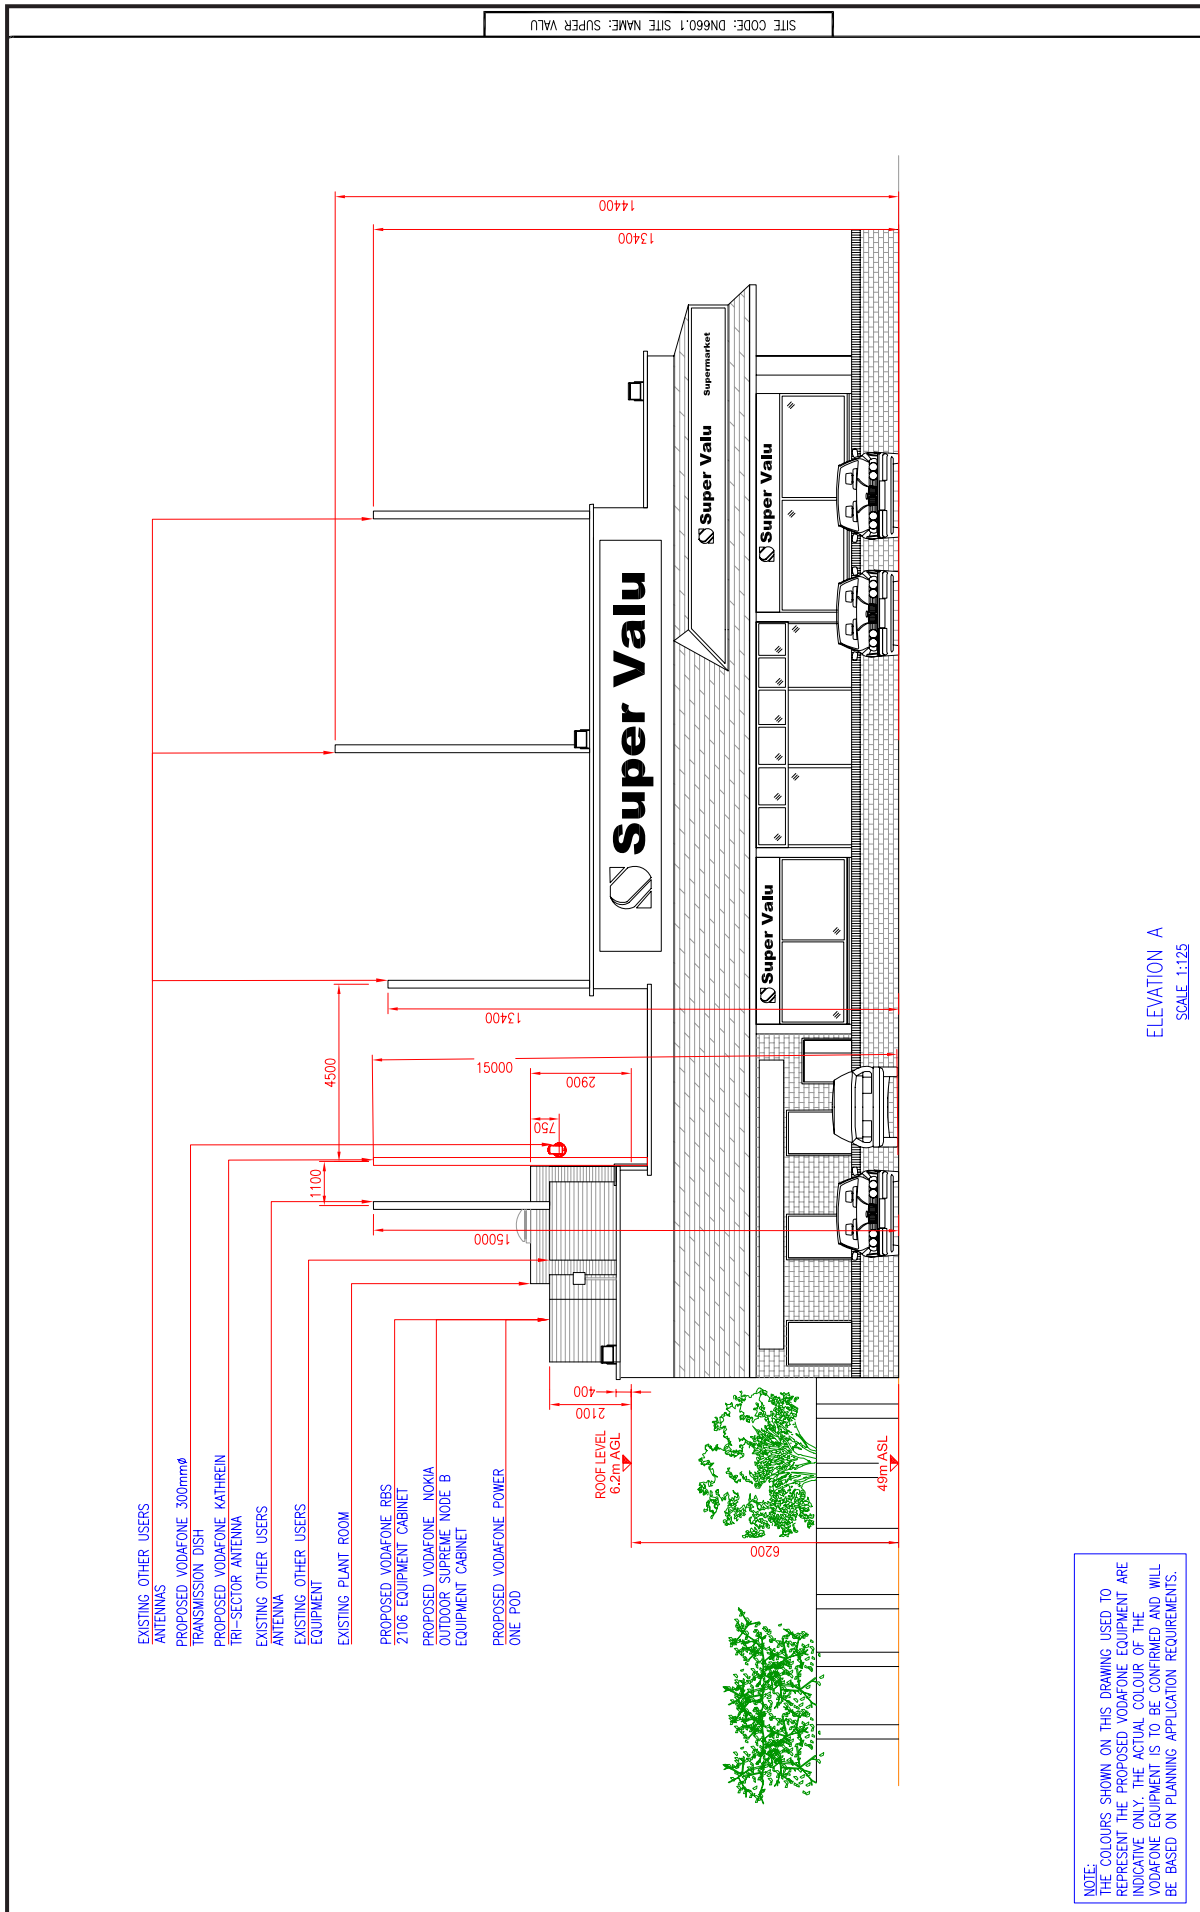 SITE CODE: DN660.1 SITE NAME: SUPER VALU
EXISTING OTHER USERS
ANTENNAS
PROPOSED VODAFONE 300mmø
TRANSMISSION DISH
PROPOSED VODAFONE KATHREIN
TRI-SECTOR ANTENNA
EXISTING OTHER USERS
ANTENNA
EXISTING OTHER USERS
EQUIPMENT
EXISTING PLANT ROOM
PROPOSED VODAFONE RBS
2106 EQUIPMENT CABINET
PROPOSED VODAFONE NOKIA
OUTDOOR SUPREME NODE B
EQUIPMENT CABINET
PROPOSED VODAFONE POWER
ONE POD
1100
4500
15000
15000
750
2900
13400
14400
13400
400
2100
ROOF LEVEL
6.2m AGL
6200
49m ASL
Super Valu
Super Valu
Supermarket
Super Valu
Super Valu
ELEVATION A
SCALE 1:125
NOTE:
THE COLOURS SHOWN ON THIS DRAWING USED TO
REPRESENT THE PROPOSED VODAFONE EQUIPMENT ARE
INDICATIVE ONLY. THE ACTUAL COLOUR OF THE
VODAFONE EQUIPMENT IS TO BE CONFIRMED AND WILL
BE BASED ON PLANNING APPLICATION REQUIREMENTS.